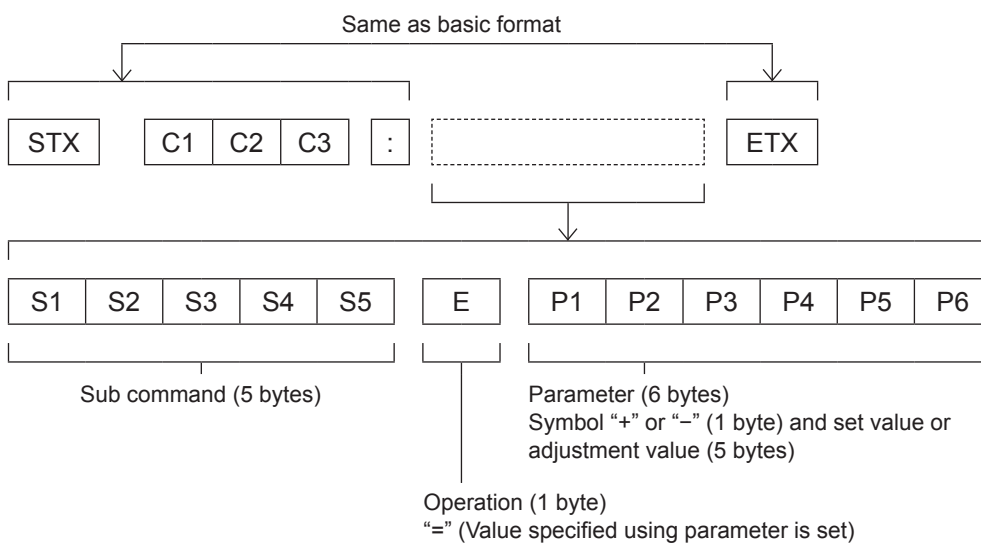 Same as basic format
STX C1 C2 C3 : ETX
S1 S2 S3 S4 S5 E P1 P2 P3 P4 P5 P6
Sub command (5 bytes)
Parameter (6 bytes)
Symbol “+” or “−” (1 byte) and set value or
adjustment value (5 bytes)
Operation (1 byte)
“=” (Value specified using parameter is set)